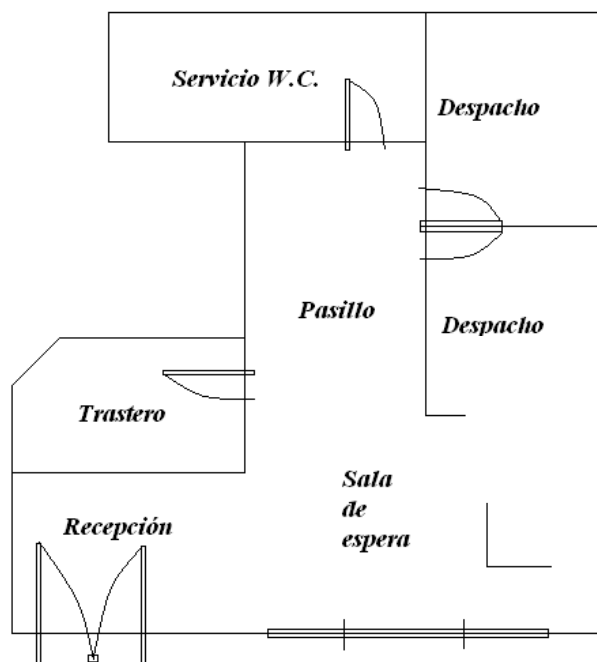 Servicio W.C.
Despacho
Pasillo
Despacho
Trastero
Sala
de
espera
Recepción